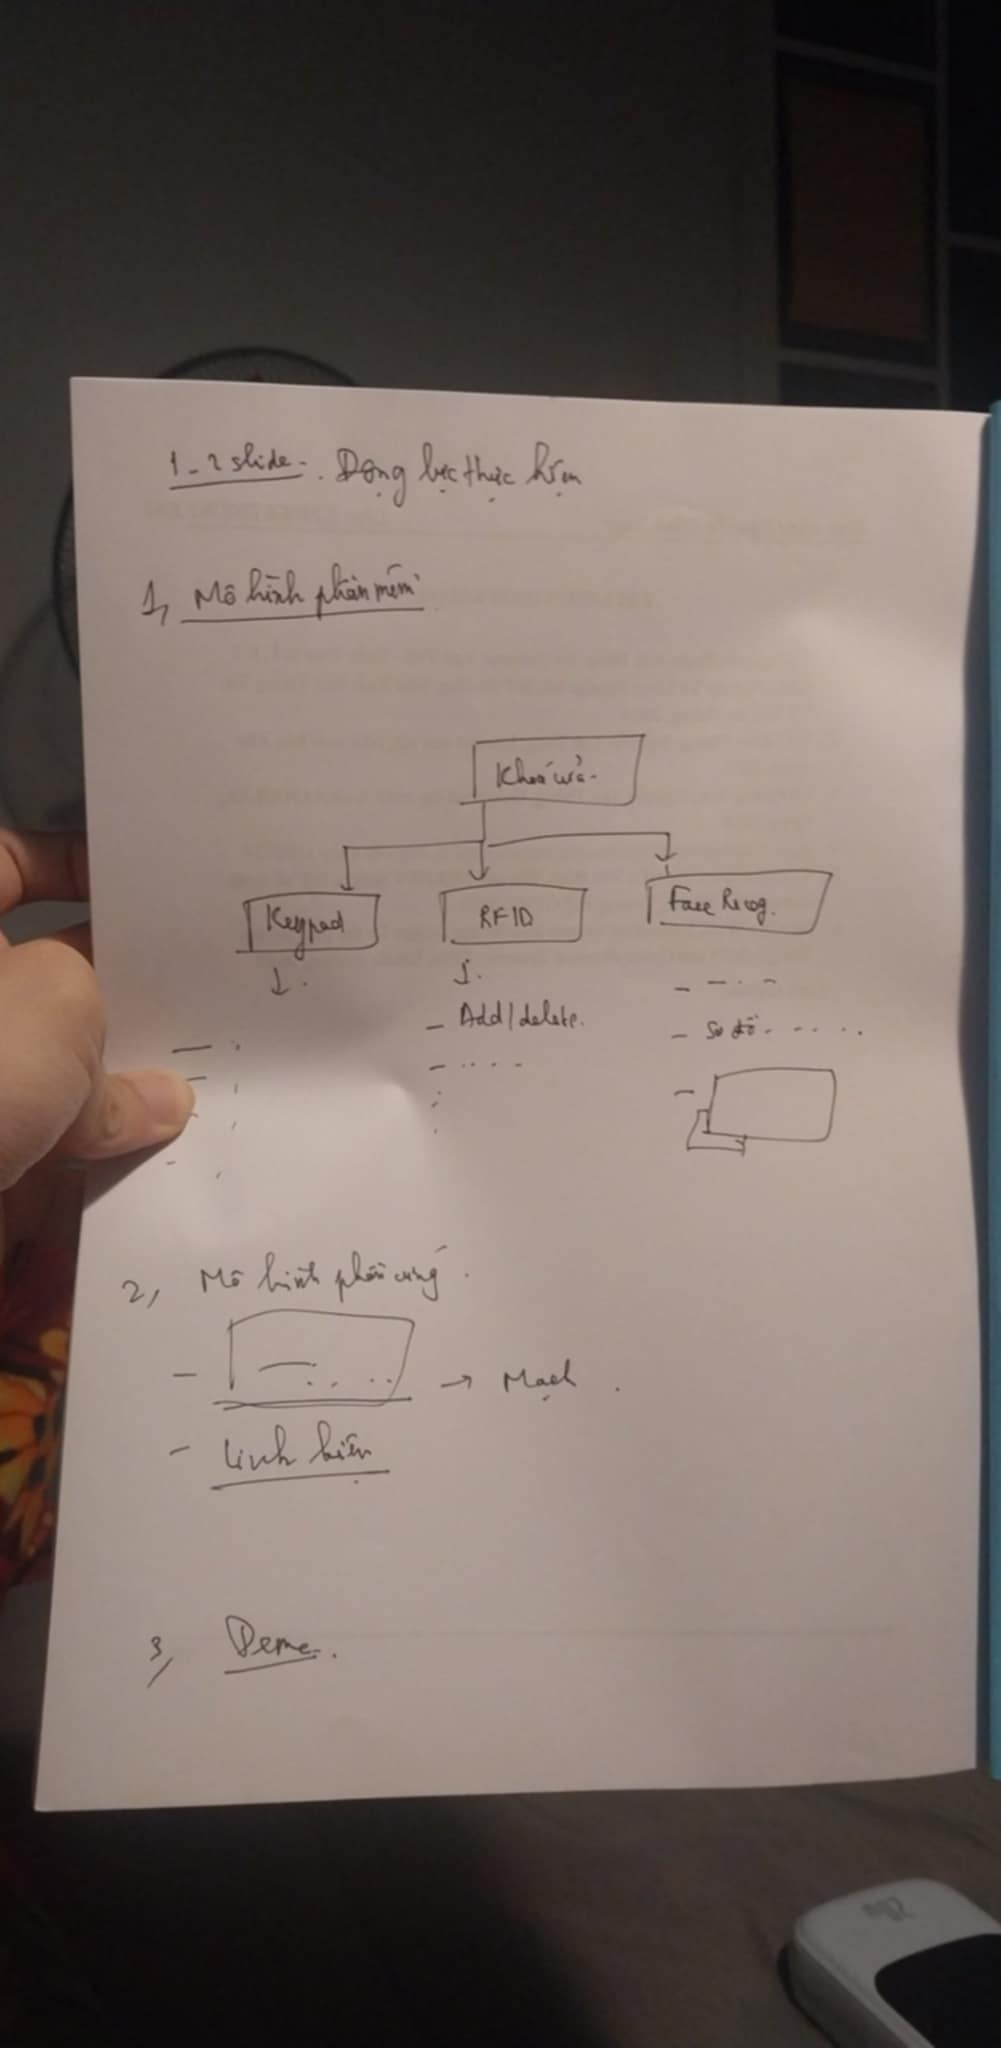 1-2 slide. Động lực thực hiện
1, Mô hình phần mềm
Khoá cửa
Keypad RFID Face Recog.
- Add/delete.
- Sơ đồ
2, Mô hình phần cứng
→ Mạch
- Linh kiện
3, Demo.